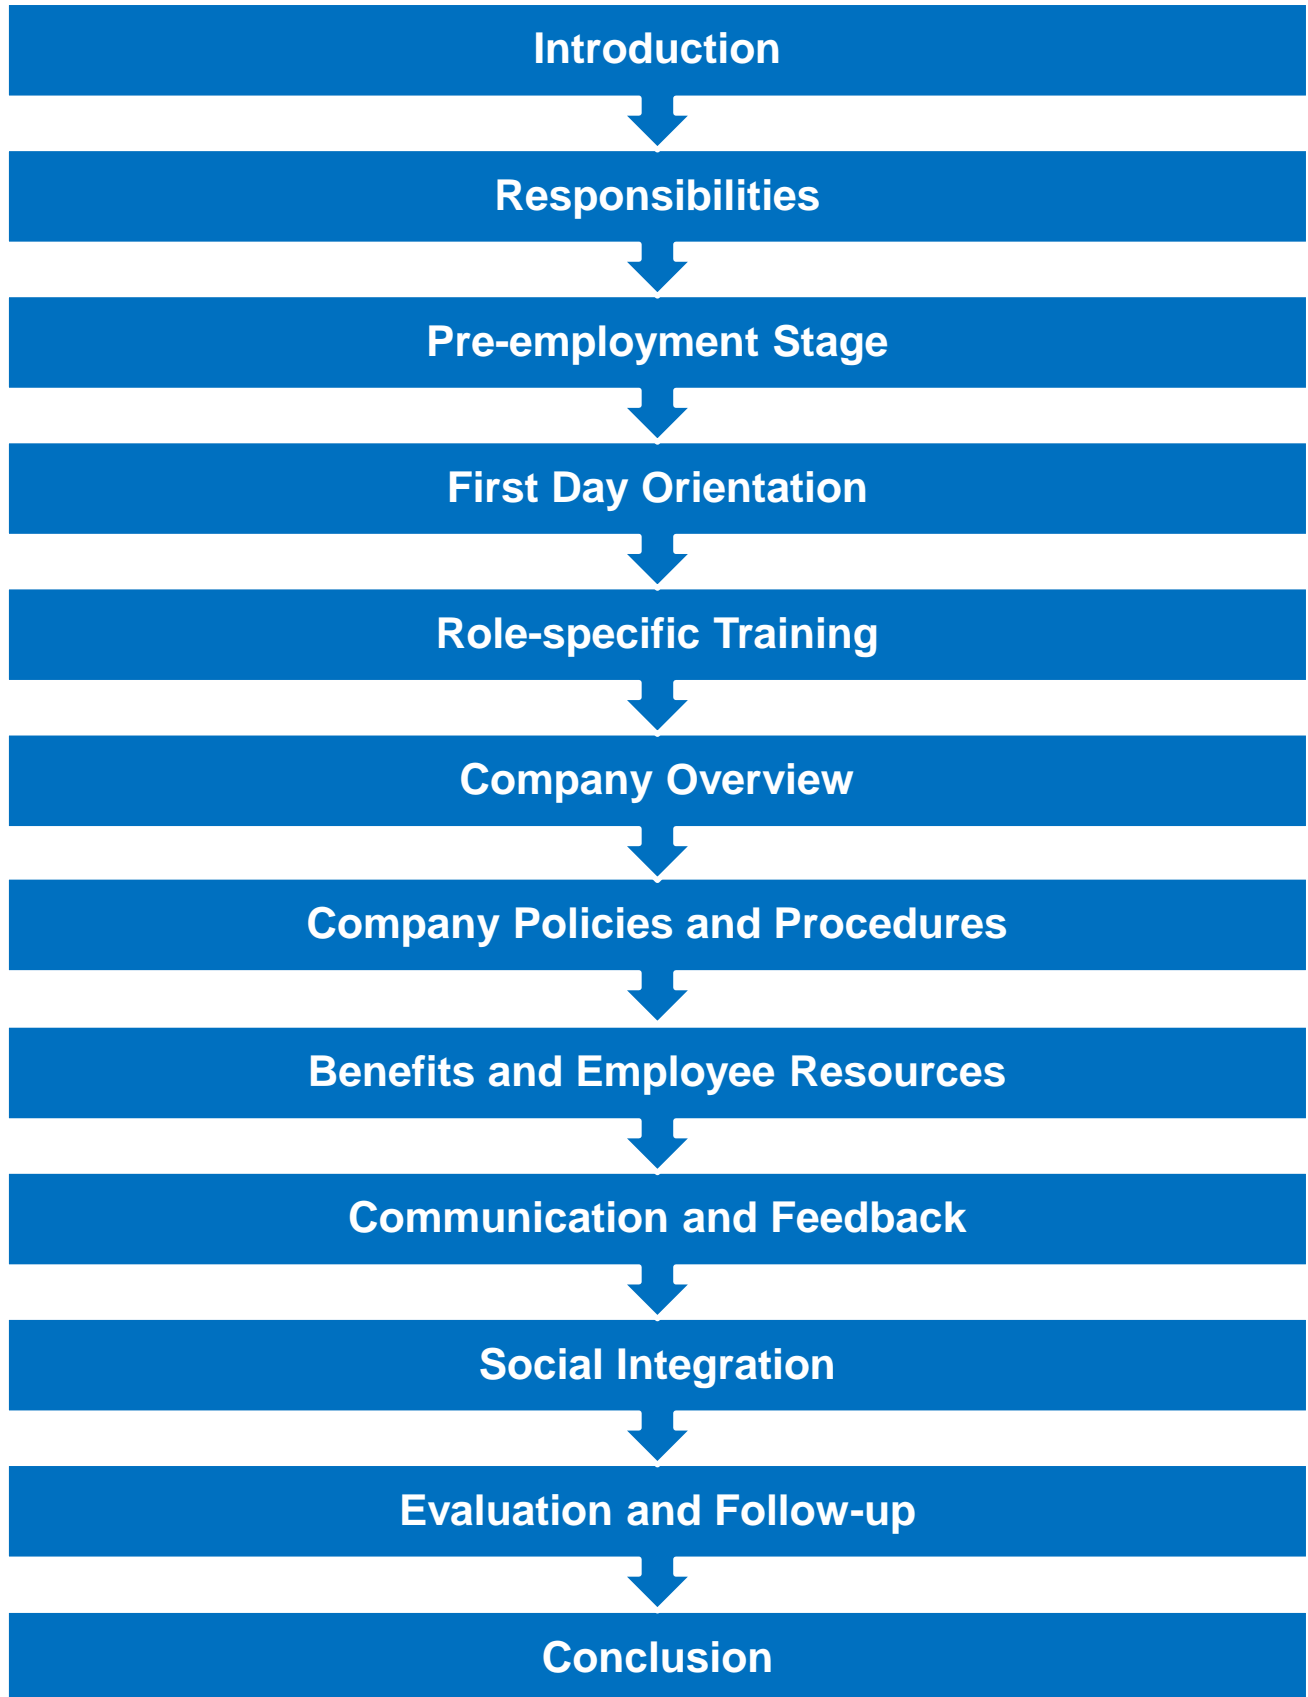 Introduction
Responsibilities
Pre-employment Stage
First Day Orientation
Role-specific Training
Company Overview
Company Policies and Procedures
Benefits and Employee Resources
Communication and Feedback
Social Integration
Evaluation and Follow-up
Conclusion